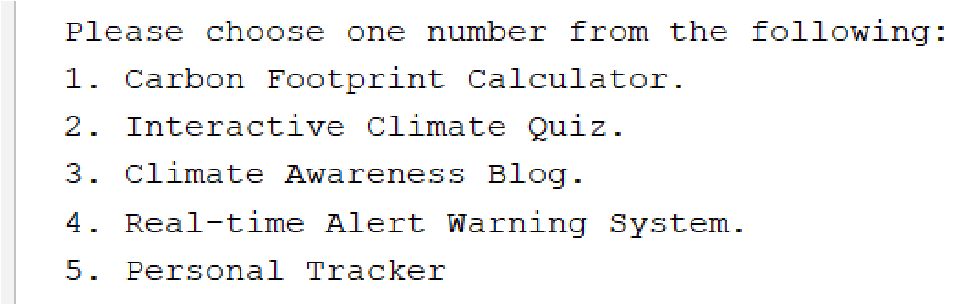 Please choose one number from the following:
1. Carbon Footprint Calculator.
2. Interactive Climate Quiz.
3. Climate Awareness Blog.
4. Real-time Alert Warning System.
5. Personal Tracker